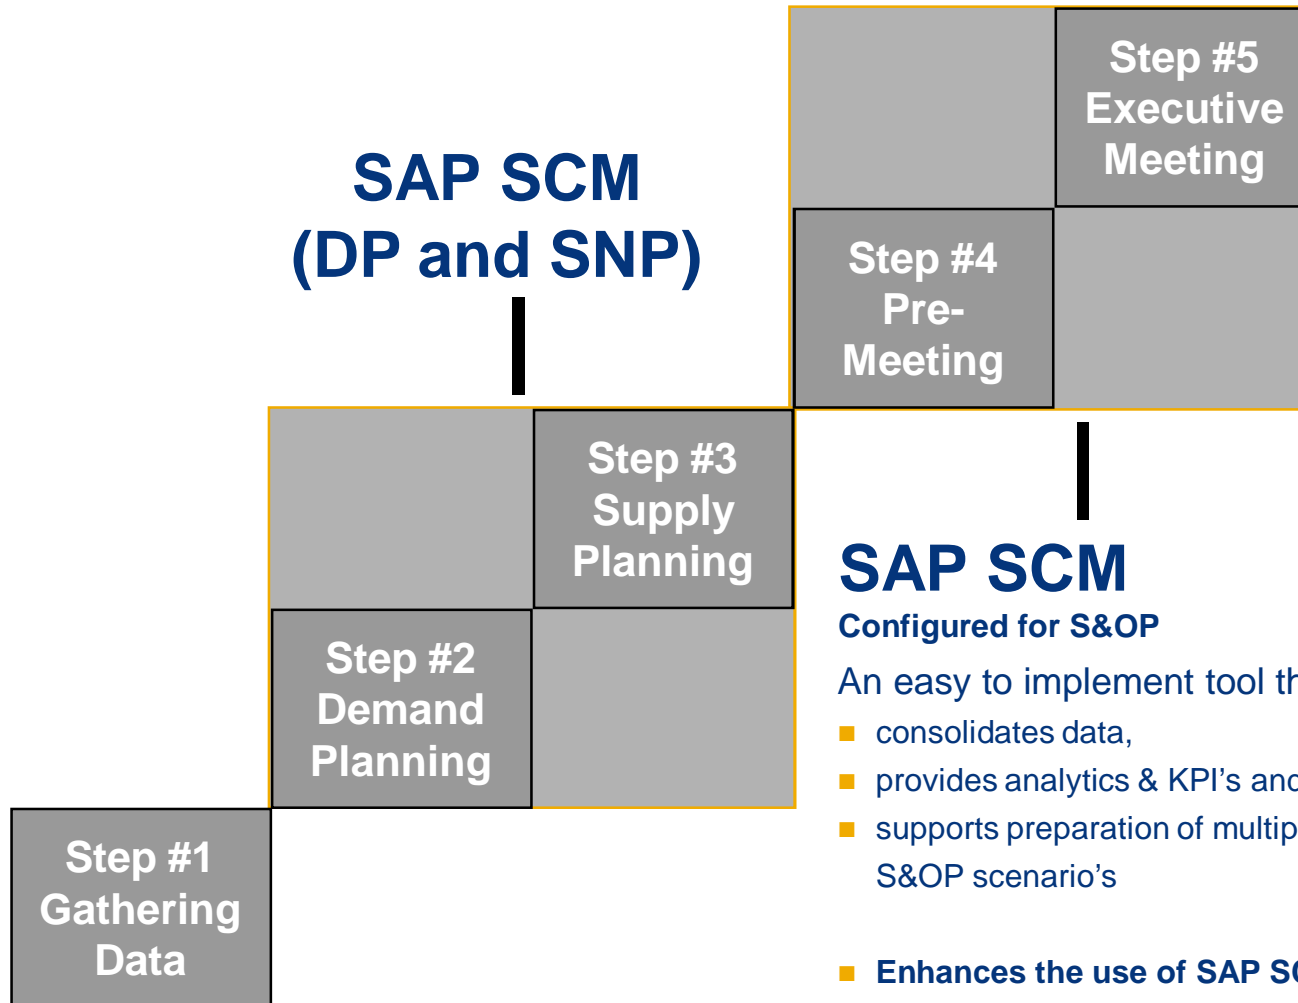 Step #5
Executive
Meeting
SAP SCM
(DP and SNP)
Step #4
Pre-
Meeting
Step #3
Supply
Planning
SAP SCM
Configured for S&OP
An easy to implement tool
Step #2
Demand
Planning
■ consolidates data,
■ provides analytics & KPI's and
■ supports preparation of
S&OP scenario's
Step #1
Gathering
Data
■ Enhances the use of SAP